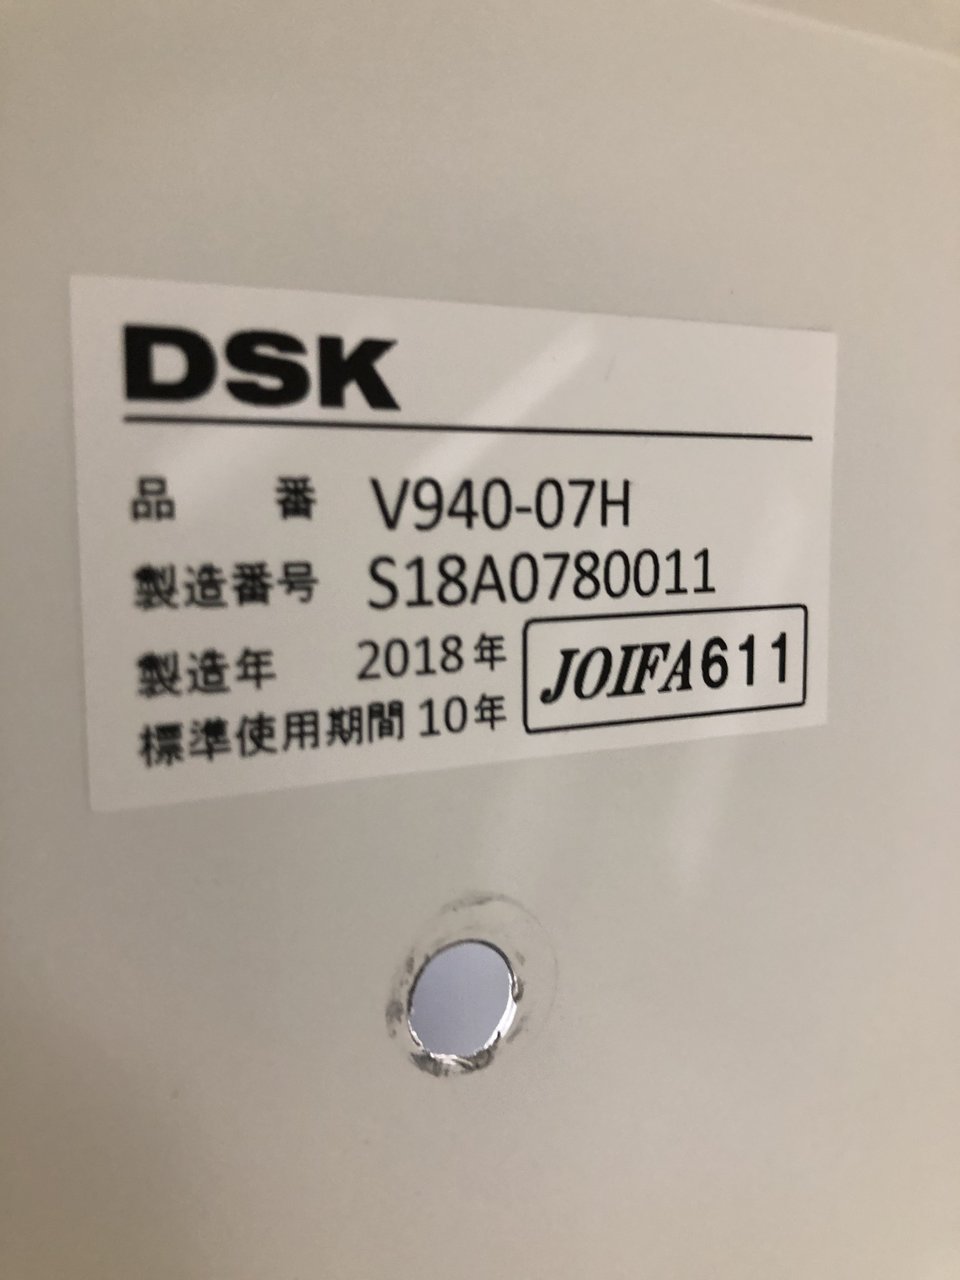 DSK
品番 V940-07H
製造番号 S18A0780011
製造年 2018年
標準使用期間 10年
JOIFA611